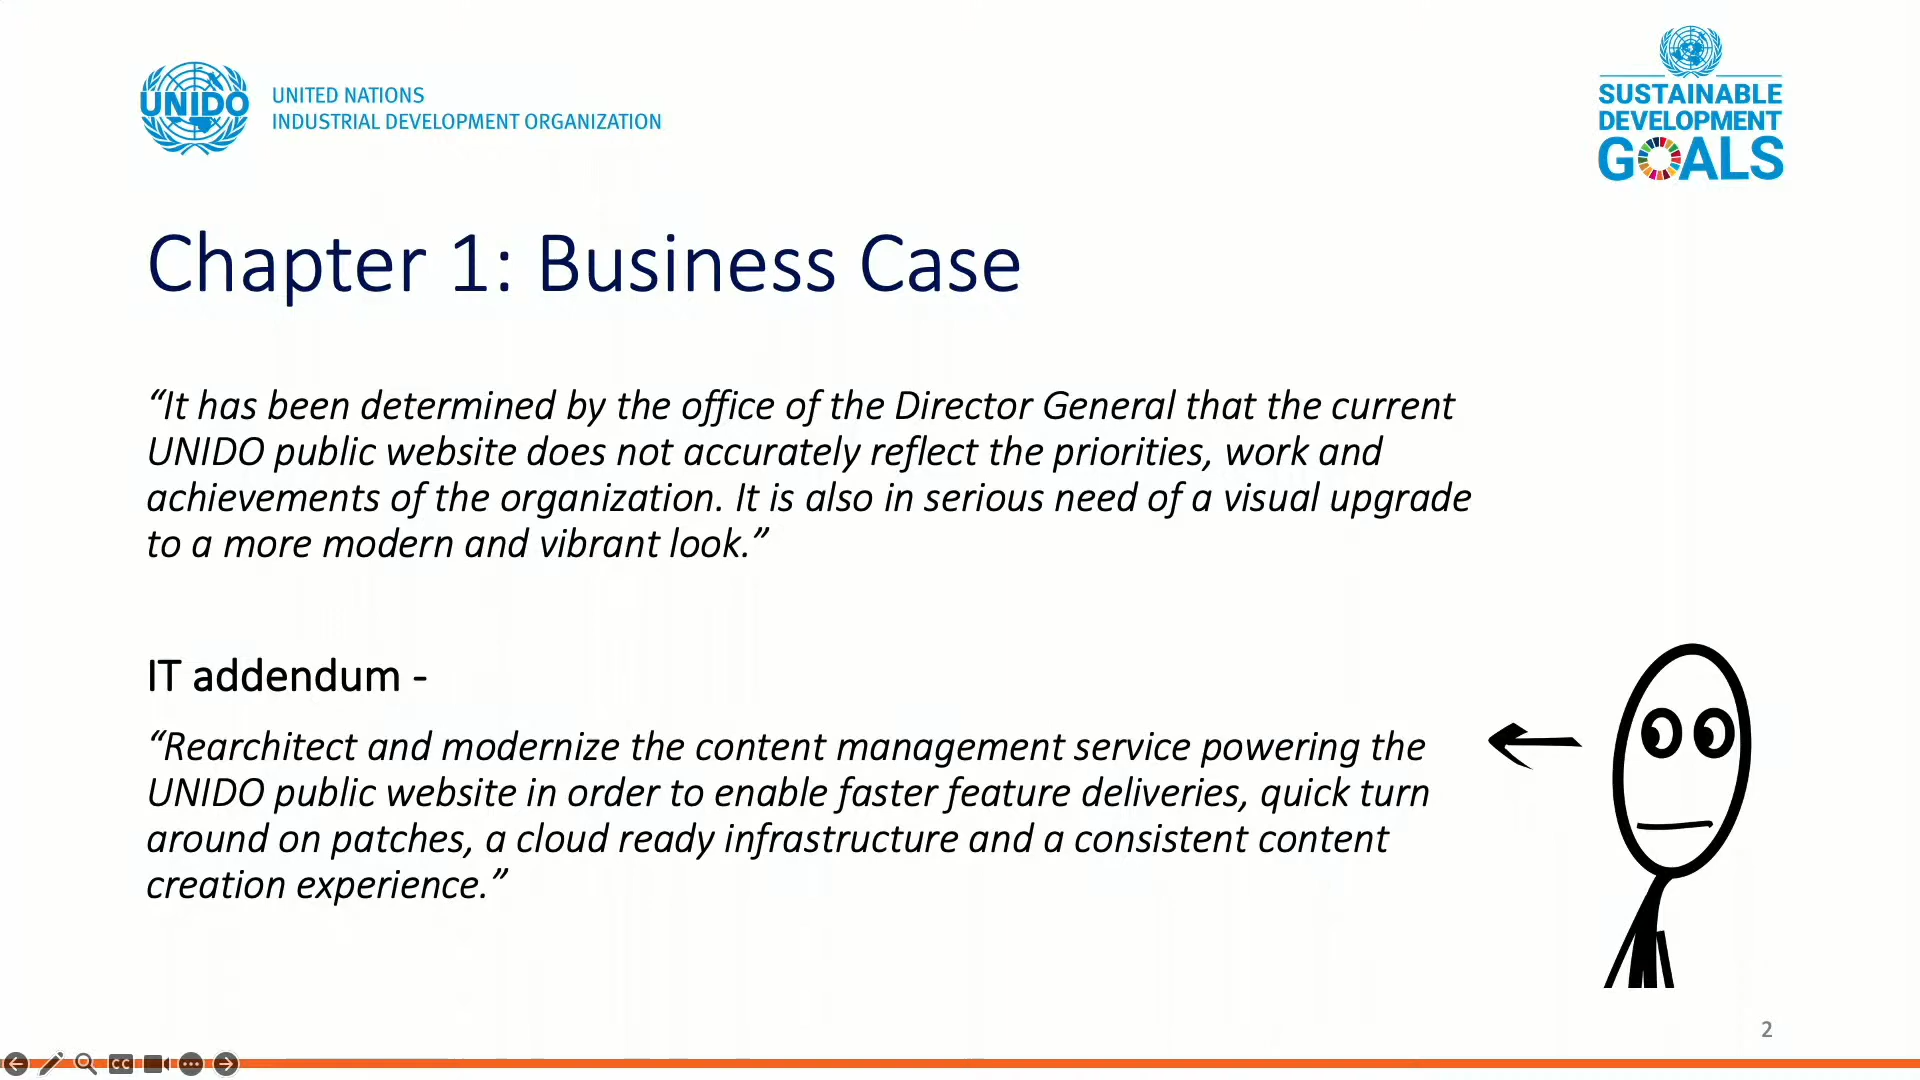 UNIDO
UNITED NATIONS
INDUSTRIAL DEVELOPMENT ORGANIZATION
SUSTAINABLE
DEVELOPMENT
GOALS
Chapter 1: Business Case
“It has been determined by the office of the Director General that the current
UNIDO public website does not accurately reflect the priorities, work and
achievements of the organization. It is also in serious need of a visual upgrade
to a more modern and vibrant look.”
IT addendum -
“Rearchitect and modernize the content management service powering the
UNIDO public website in order to enable faster feature deliveries, quick turn
around on patches, a cloud ready infrastructure and a consistent content
creation experience.”
2
CC